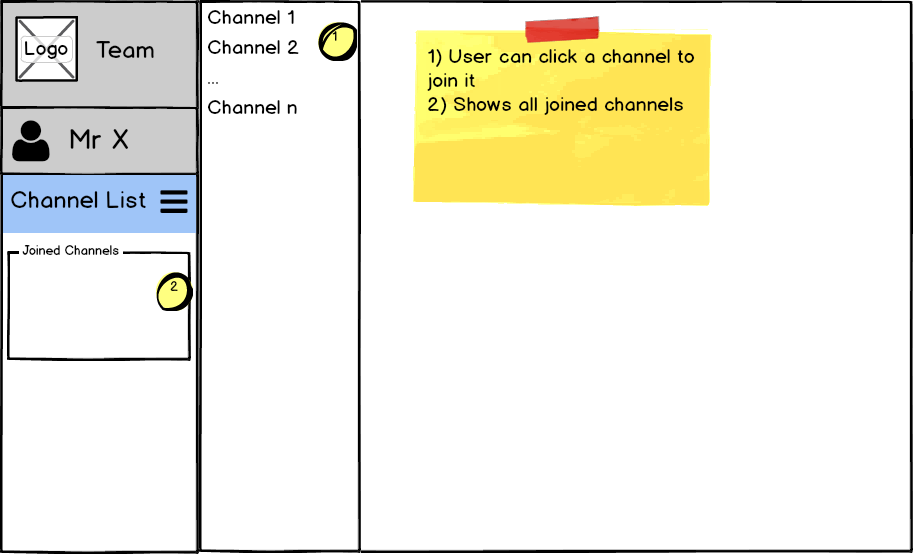 Logo
Team
Mr X
Channel List
Joined Channels
2
Channel 1
Channel 2
...
Channel n
1
1) User can click a channel to
join it
2) Shows all joined channels